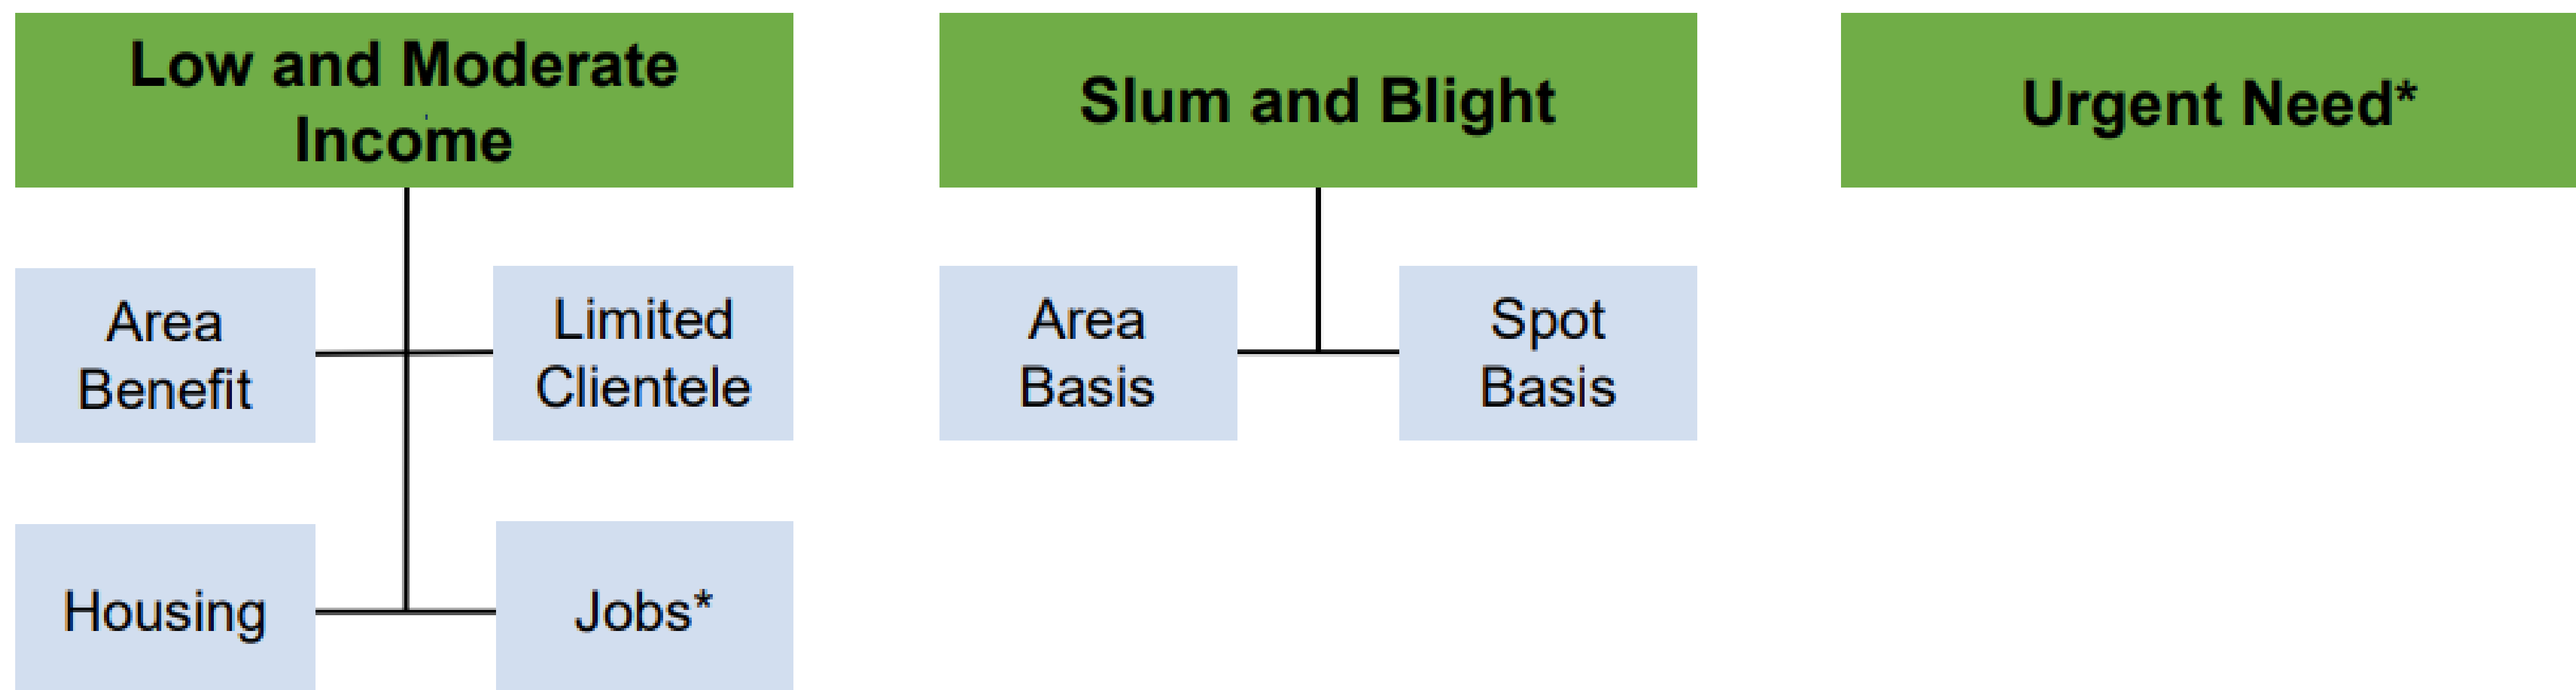 Low and Moderate
Income
Slum and Blight
Urgent Need*
Area
Benefit
Limited
Clientele
Area
Basis
Spot
Basis
Housing
Jobs*